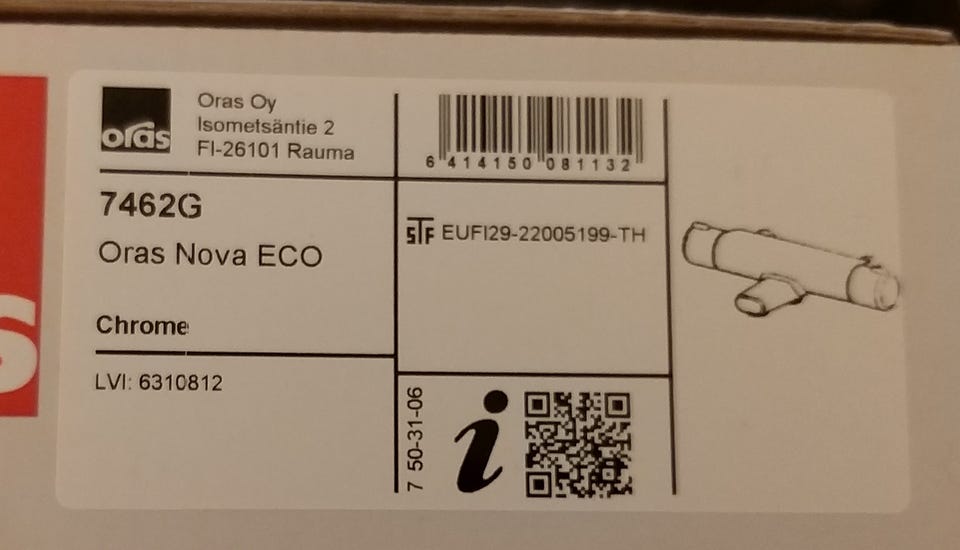 oras
Oras Oy
Isometsäntie 2
FI-26101 Rauma
6 414150 081132
7462G
Oras Nova ECO
Chrome
LVI: 6310812
STF EUFI29-22005199-TH
7 50-31-06
i
s